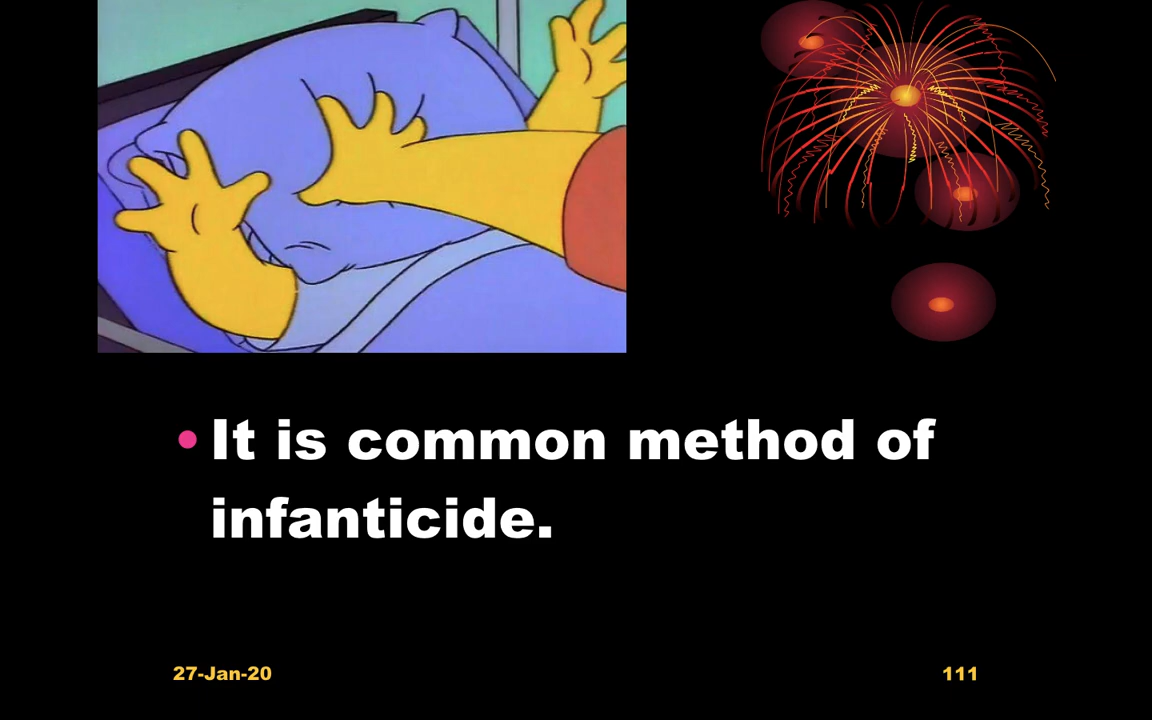 • It is common method of
infanticide.
27-Jan-20
111